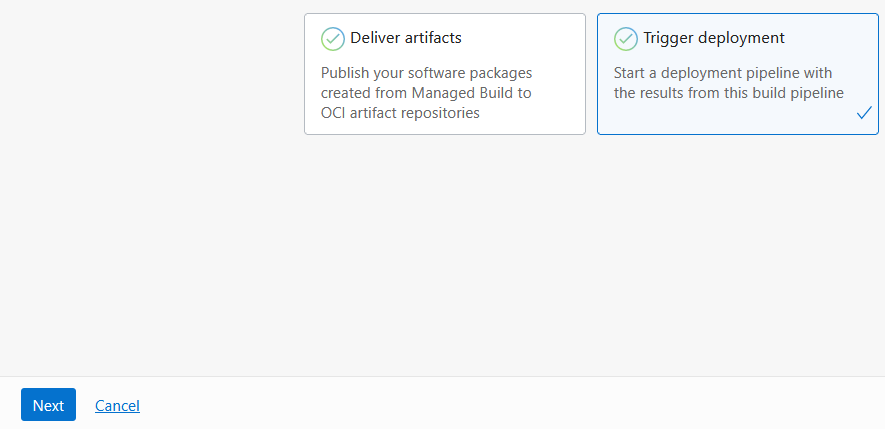 Deliver artifacts
Publish your software packages
created from Managed Build to
OCI artifact repositories
Trigger deployment
Start a deployment pipeline with
the results from this build pipeline
Next
Cancel